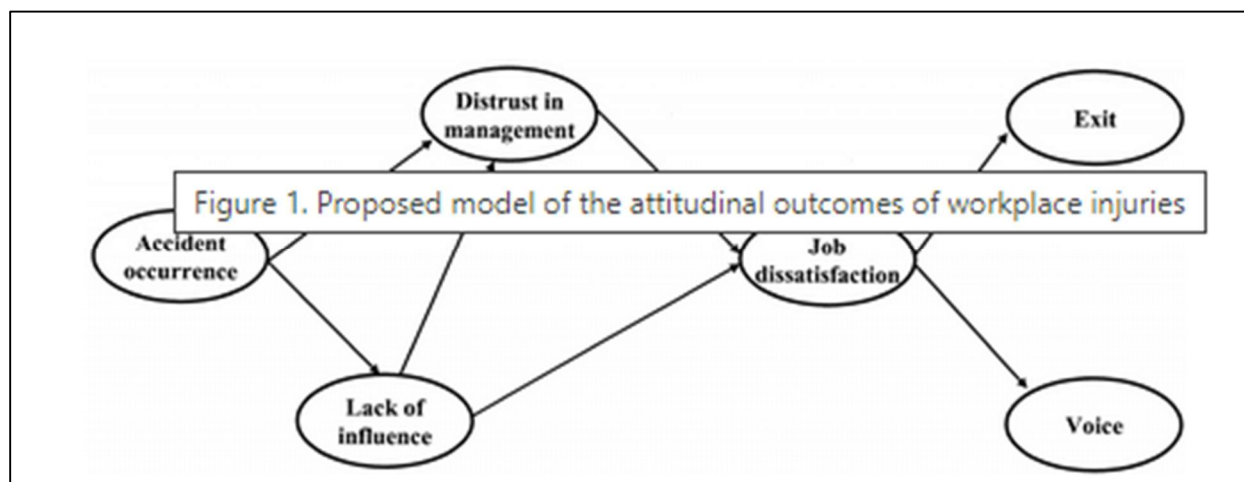 Distrust in
management
Exit
Figure 1. Proposed model of the attitudinal outcomes of workplace injuries
Accident
occurrence
Job
dissatisfaction
Lack of
influence
Voice